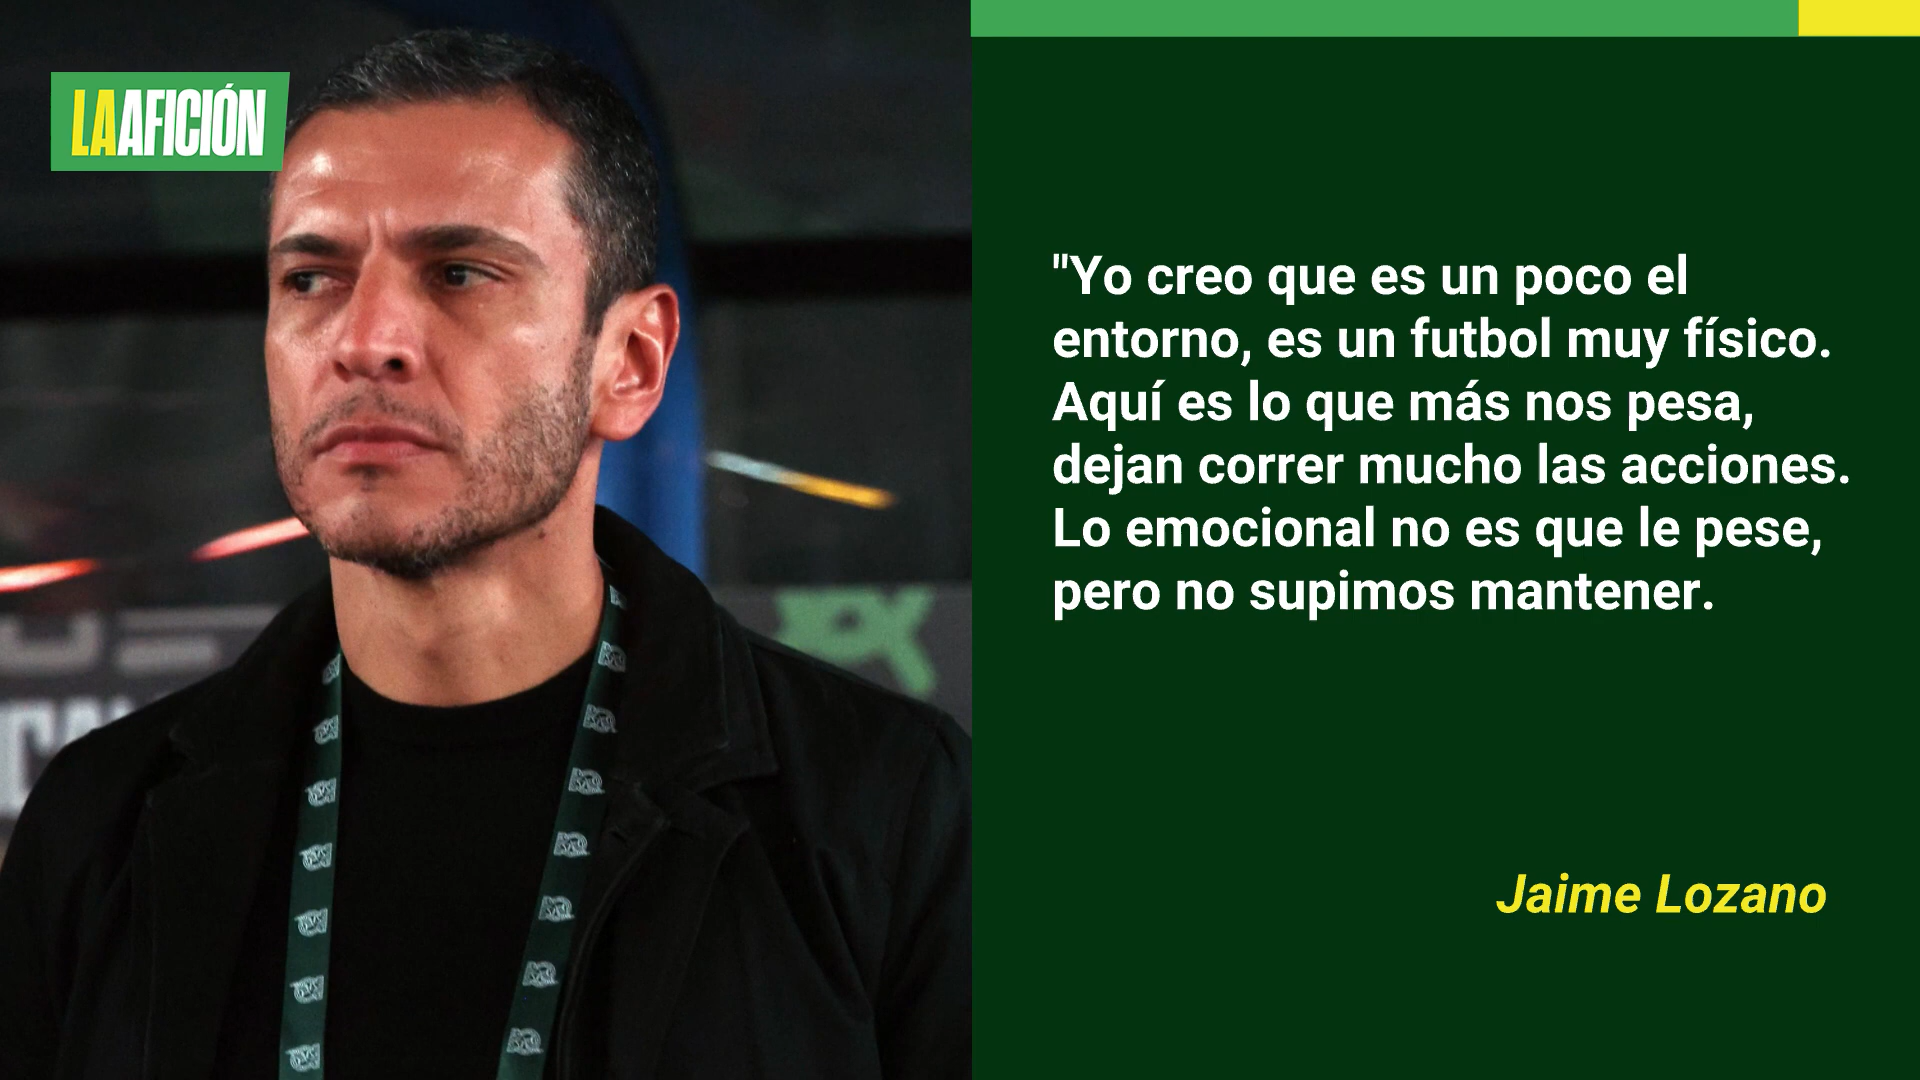 LAAFICIÓN
"Yo creo que es un poco el
entorno, es un futbol muy físico.
Aquí es lo que más nos pesa,
dejan correr mucho las acciones.
Lo emocional no es que le pese,
pero no supimos mantener.
Jaime Lozano